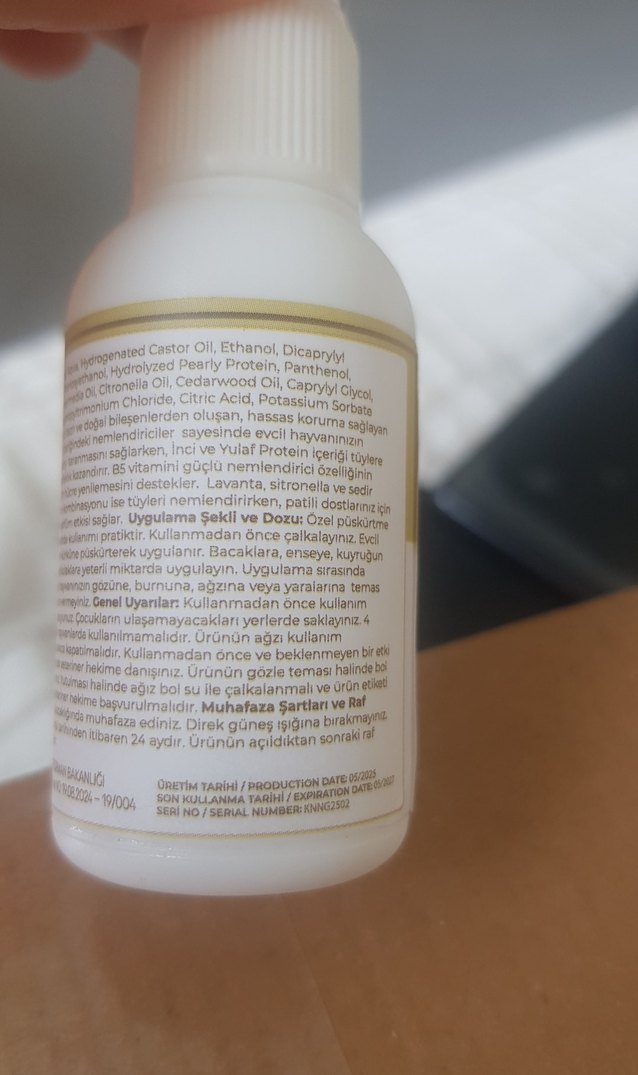 Hydrogenated Castor Oil, Ethanol, Dicaprylyl
Hydrolyzed Pearly Protein, Panthenol,
Oil, Citronella Oil, Cedarwood Oil, Caprylyl Glycol,
Chloride, Citric Acid, Potassium Sorbate
ve doğal bileşenlerden oluşan, hassas koruma sağlayan
nemlendiriciler sayesinde evcil hayvanınızın
sağlarken, İnci ve Yulaf Protein içeriği tüylere
kazandırır. B5 vitamini güçlü nemlendirici özelliğinin
yenilemesini destekler. Lavanta, sitronella ve sedir
ise tüyleri nemlendirirken, patili dostlarınız için
etkisi sağlar. Uygulama Şekli ve Dozu: Özel püskürtme
kullanımı pratiktir. Kullanmadan önce çalkalayınız. Evcil
püskürterek uygulanır. Bacaklara, enseye, kuyruğun
yeterli miktarda uygulayın. Uygulama sırasında
gözüne, burnuna, ağzına veya yaralarına temas
Genel Uyarılar: Kullanmadan önce kullanım
Çocukların ulaşamayacakları yerlerde saklayınız. 4
kullanılmamalıdır. Ürünün ağzı kullanım
kapatılmalıdır. Kullanmadan önce ve beklenmeyen bir etki
veteriner hekime danışınız. Ürünün gözle teması halinde bol
yutulması halinde ağız bol su ile çalkalanmalı ve ürün etiketi
hekime başvurulmalıdır. Muhafaza Şartları ve Raf
muhafaza ediniz. Direk güneş ışığına bırakmayınız.
itibaren 24 aydır. Ürünün açıldıktan sonraki raf
BAKANLIĞI
19.08.2024 – 19/004
ÜRETİM TARİHİ / PRODUCTION DATE: 05/2025
SON KULLANMA TARİHİ / EXPIRATION DATE: 05/2027
SERİ NO / SERIAL NUMBER: KNNG2502